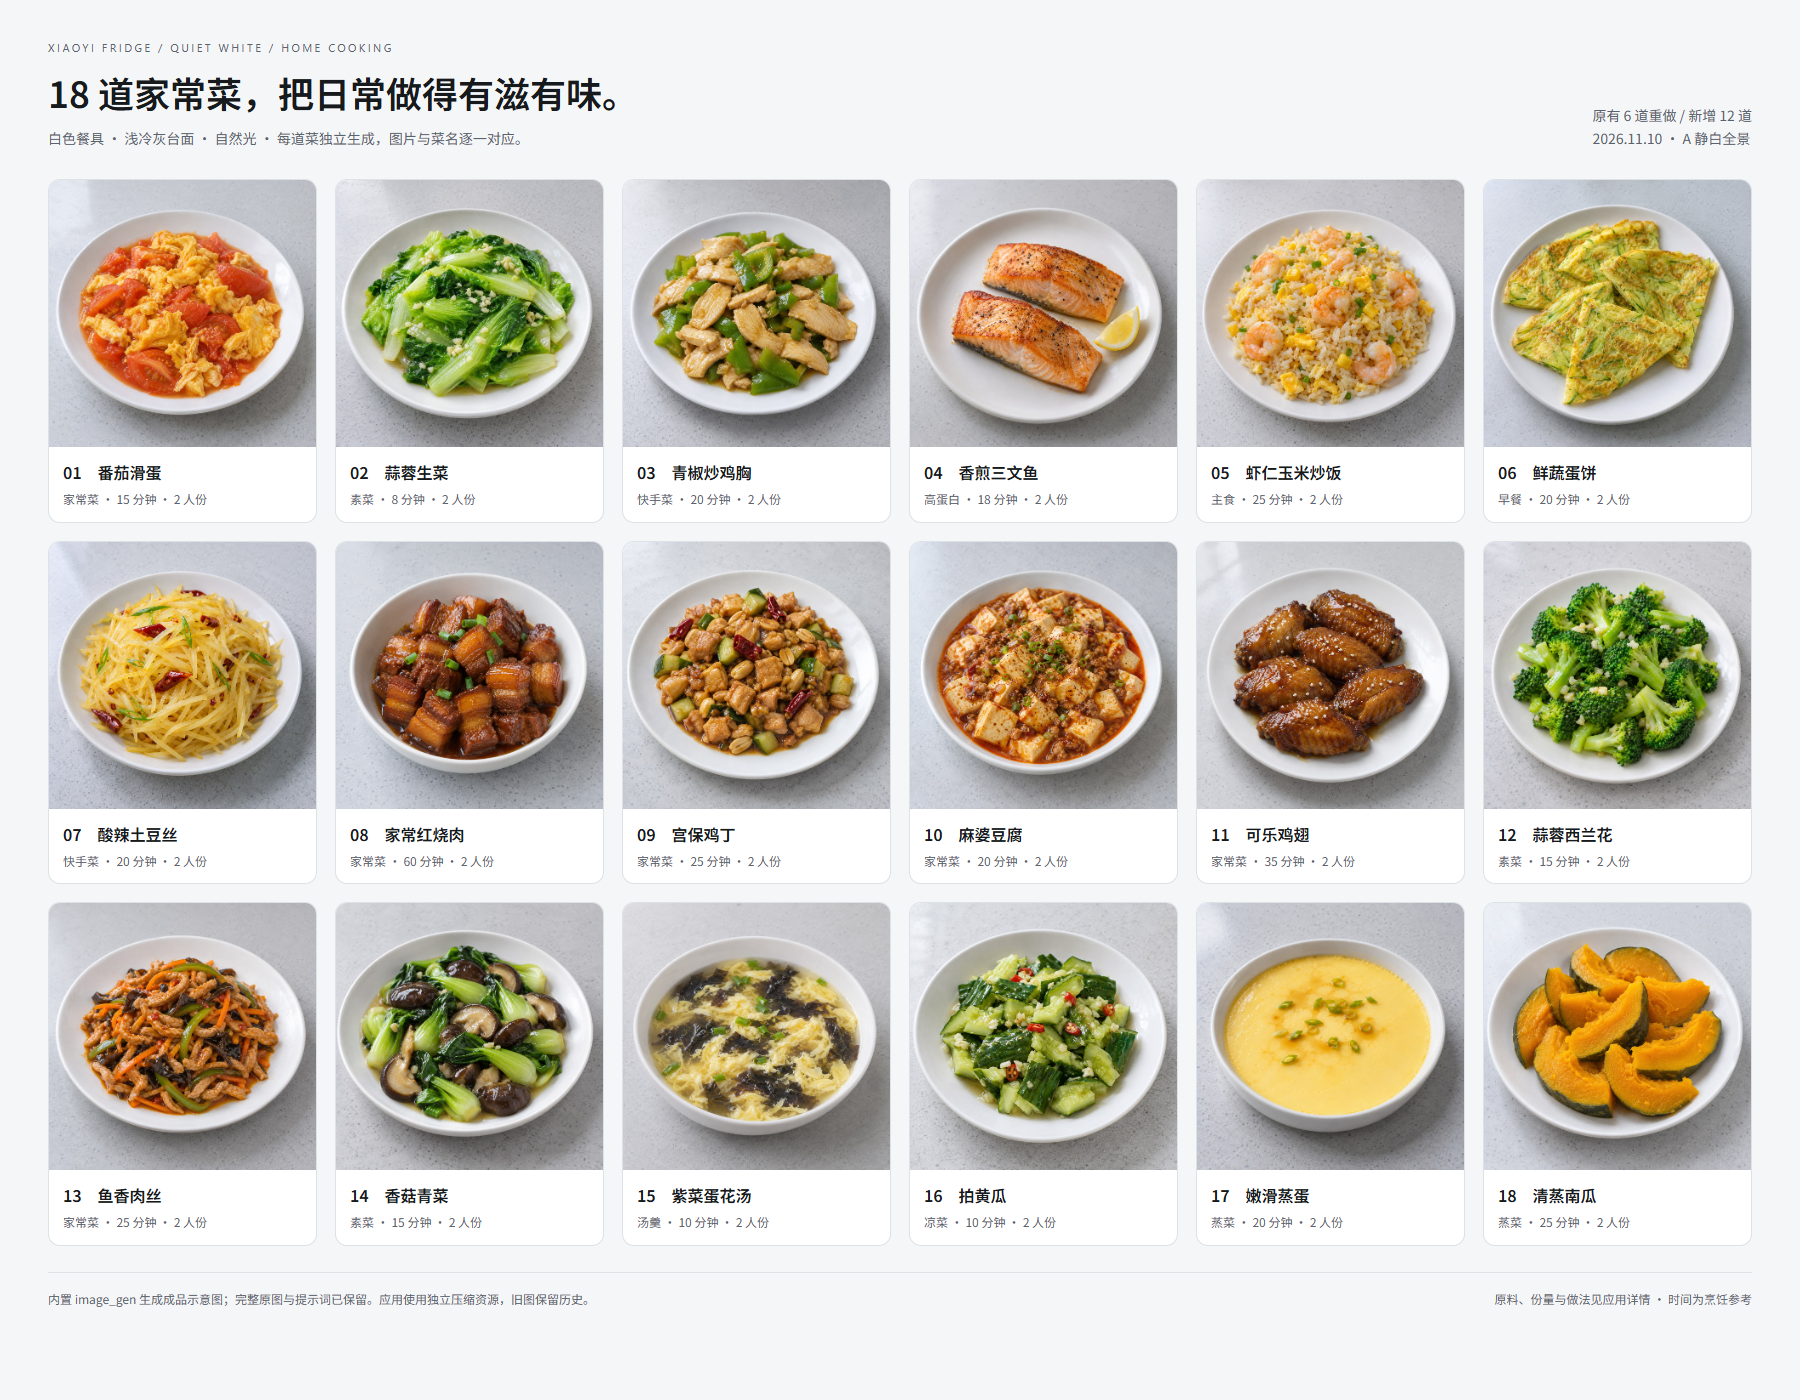 XIAOYI FRIDGE / QUIET WHITE / HOME COOKING
18 道家常菜，把日常做得有滋有味。
白色餐具 · 浅冷灰台面 · 自然光 · 每道菜独立生成，图片与菜名逐一对应。
原有 6 道重做 / 新增 12 道
2026.11.10 · A 静白全景
01 番茄滑蛋
家常菜 · 15 分钟 · 2 人份
02 蒜蓉生菜
素菜 · 8 分钟 · 2 人份
03 青椒炒鸡胸
快手菜 · 20 分钟 · 2 人份
04 香煎三文鱼
高蛋白 · 18 分钟 · 2 人份
05 虾仁玉米炒饭
主食 · 25 分钟 · 2 人份
06 鲜蔬蛋饼
早餐 · 20 分钟 · 2 人份
07 酸辣土豆丝
快手菜 · 20 分钟 · 2 人份
08 家常红烧肉
家常菜 · 60 分钟 · 2 人份
09 宫保鸡丁
家常菜 · 25 分钟 · 2 人份
10 麻婆豆腐
家常菜 · 20 分钟 · 2 人份
11 可乐鸡翅
家常菜 · 35 分钟 · 2 人份
12 蒜蓉西兰花
素菜 · 15 分钟 · 2 人份
13 鱼香肉丝
家常菜 · 25 分钟 · 2 人份
14 香菇青菜
素菜 · 15 分钟 · 2 人份
15 紫菜蛋花汤
汤羹 · 10 分钟 · 2 人份
16 拍黄瓜
凉菜 · 10 分钟 · 2 人份
17 嫩滑蒸蛋
蒸菜 · 20 分钟 · 2 人份
18 清蒸南瓜
蒸菜 · 25 分钟 · 2 人份
内置 image_gen 生成成品示意图；完整原图与提示词已保留。应用使用独立压缩资源，旧图保留历史。
原料、份量与做法见应用详情 · 时间为烹饪参考